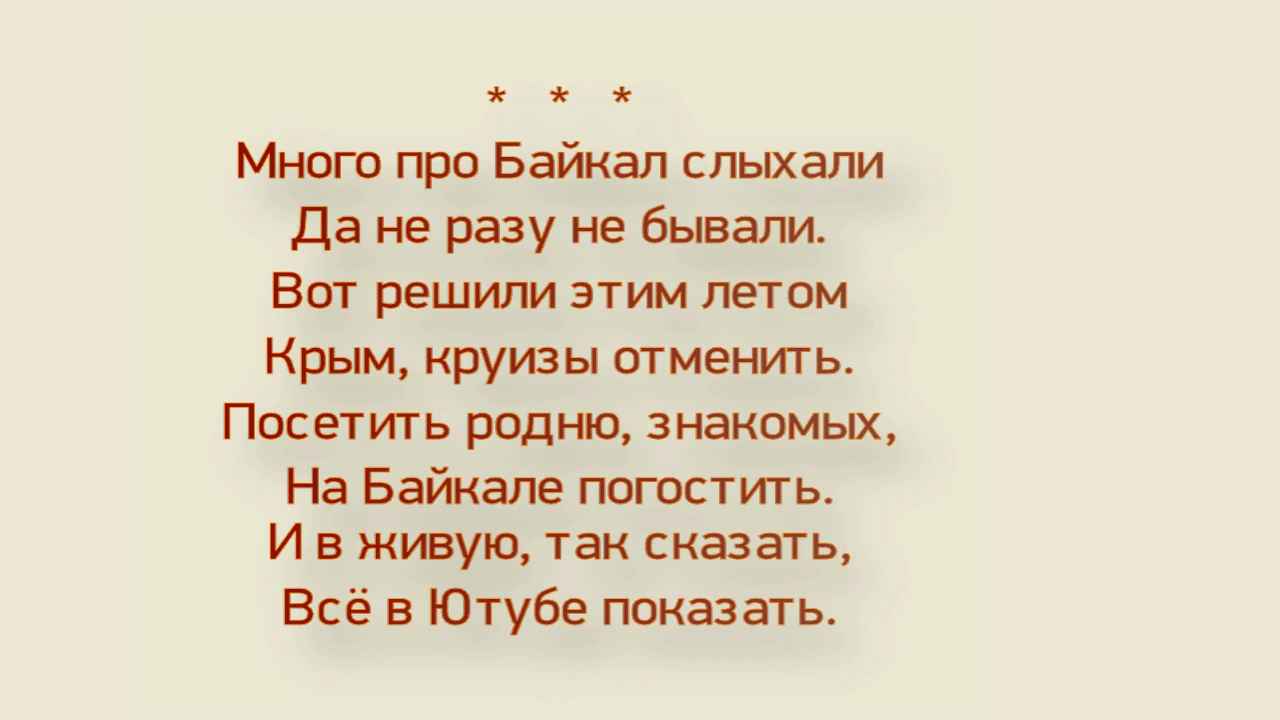 * * *
Много про Байкал слыхали
Да не разу не бывали.
Вот решили этим летом
Крым, круизы отменить.
Посетить родню, знакомых,
На Байкале погостить.
И в живую, так сказать,
Всё в Ютубе показать.